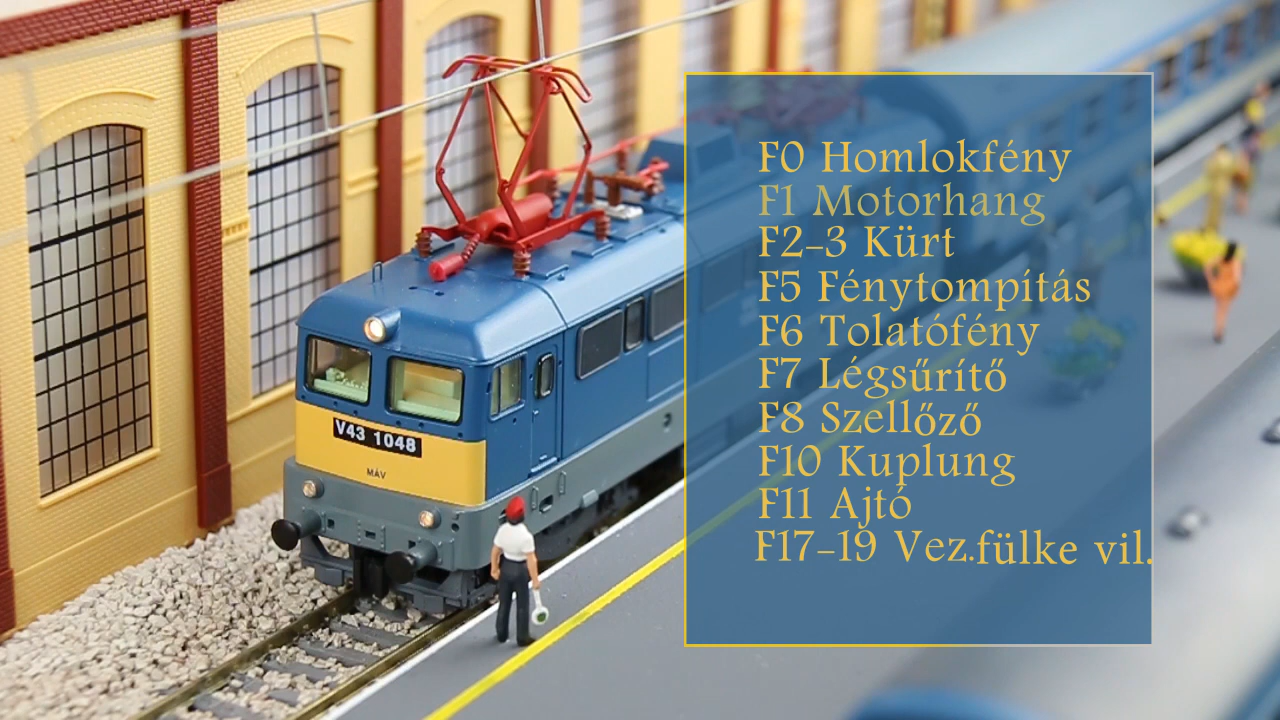 V43 1048
MÁV
F0 Homlokfény
F1 Motorhang
F2-3 Kürt
F5 Fénytompítás
F6 Tolatófény
F7 Légsűrítő
F8 Szellőző
F10 Kuplung
F11 Ajtó
F17-19 Vez.fülke vil.